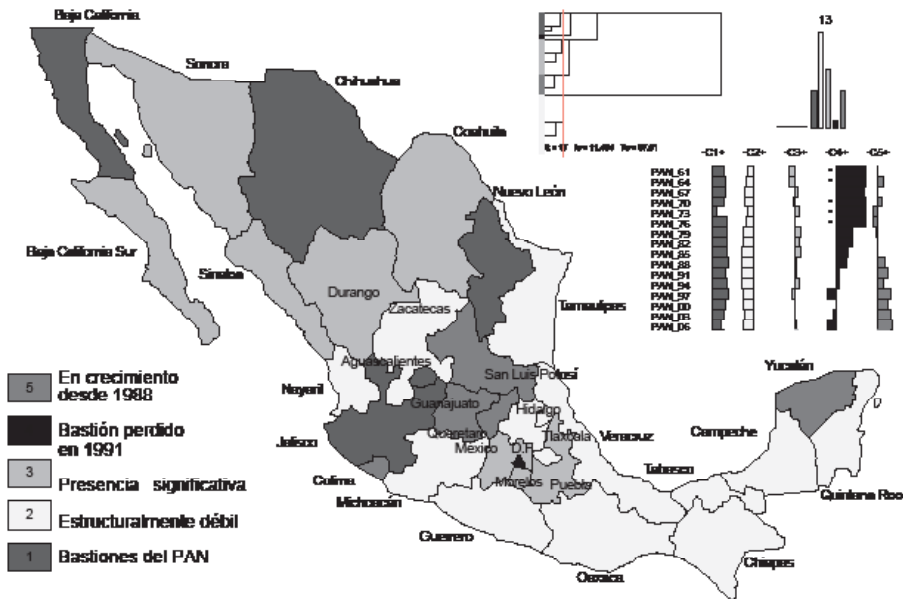 Baja California
Sonora
Chihuahua
Coahuila
Nuevo León
Baja California Sur
Sinaloa
Durango
Zacatecas
Tamaulipas
Aguascalientes
San Luis Potosí
Nayarit
Guanajuato
Hidalgo
Jalisco
Querétaro
México
D.F.
Tlaxcala
Veracruz
Colima
Michoacán
Morelos
Puebla
Guerrero
Oaxaca
Tabasco
Chiapas
Campeche
Yucatán
Quintana Roo
5 En crecimiento
desde 1988
Bastión perdido
en 1991
3 Presencia significativa
2 Estructuralmente débil
1 Bastiones del PAN
13
-C1+ -C2+ -C3+ -C4+ -C5+
PAN_61
PAN_64
PAN_67
PAN_70
PAN_73
PAN_76
PAN_79
PAN_82
PAN_85
PAN_88
PAN_91
PAN_94
PAN_97
PAN_00
PAN_03
PAN_06